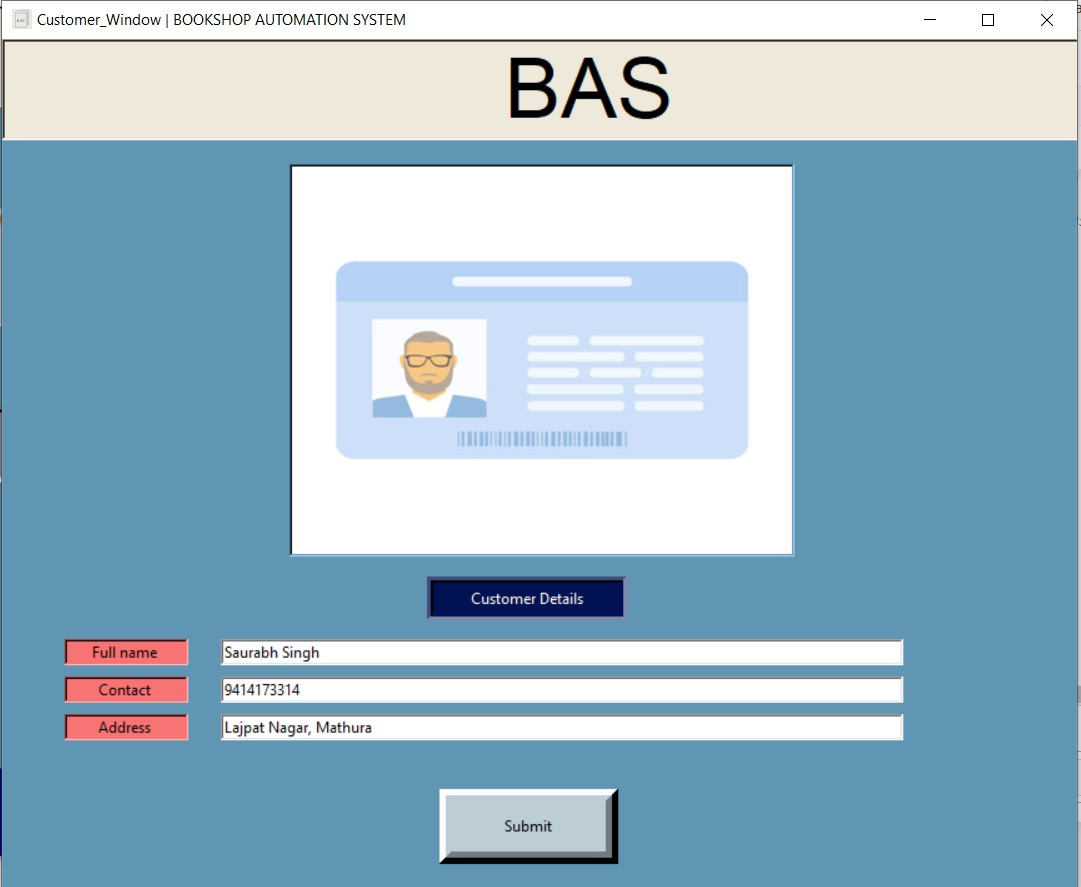 Customer_Window | BOOKSHOP AUTOMATION SYSTEM
BAS
Customer Details
Full name Saurabh Singh
Contact 9414173314
Address Lajpat Nagar, Mathura
Submit